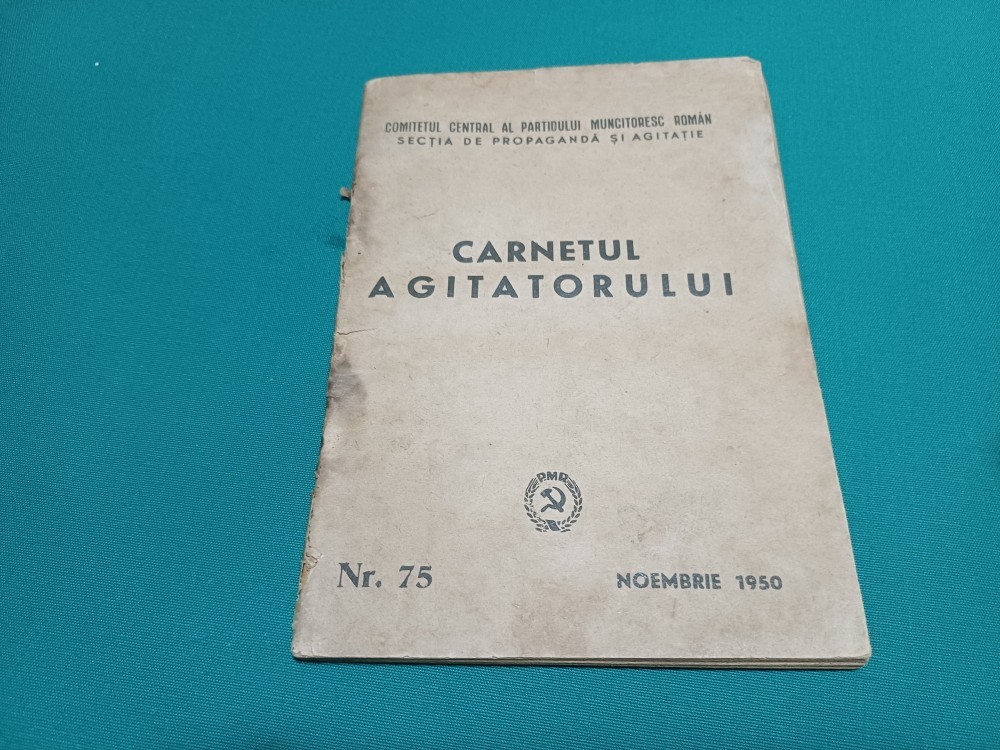 COMITETUL CENTRAL AL PARTIDULUI MUNCITORESC ROMÂN
SECȚIA DE PROPAGANDĂ ȘI AGITAȚIE
CARNETUL
AGITATORULUI
PMR
Nr. 75
NOEMBRIE 1950